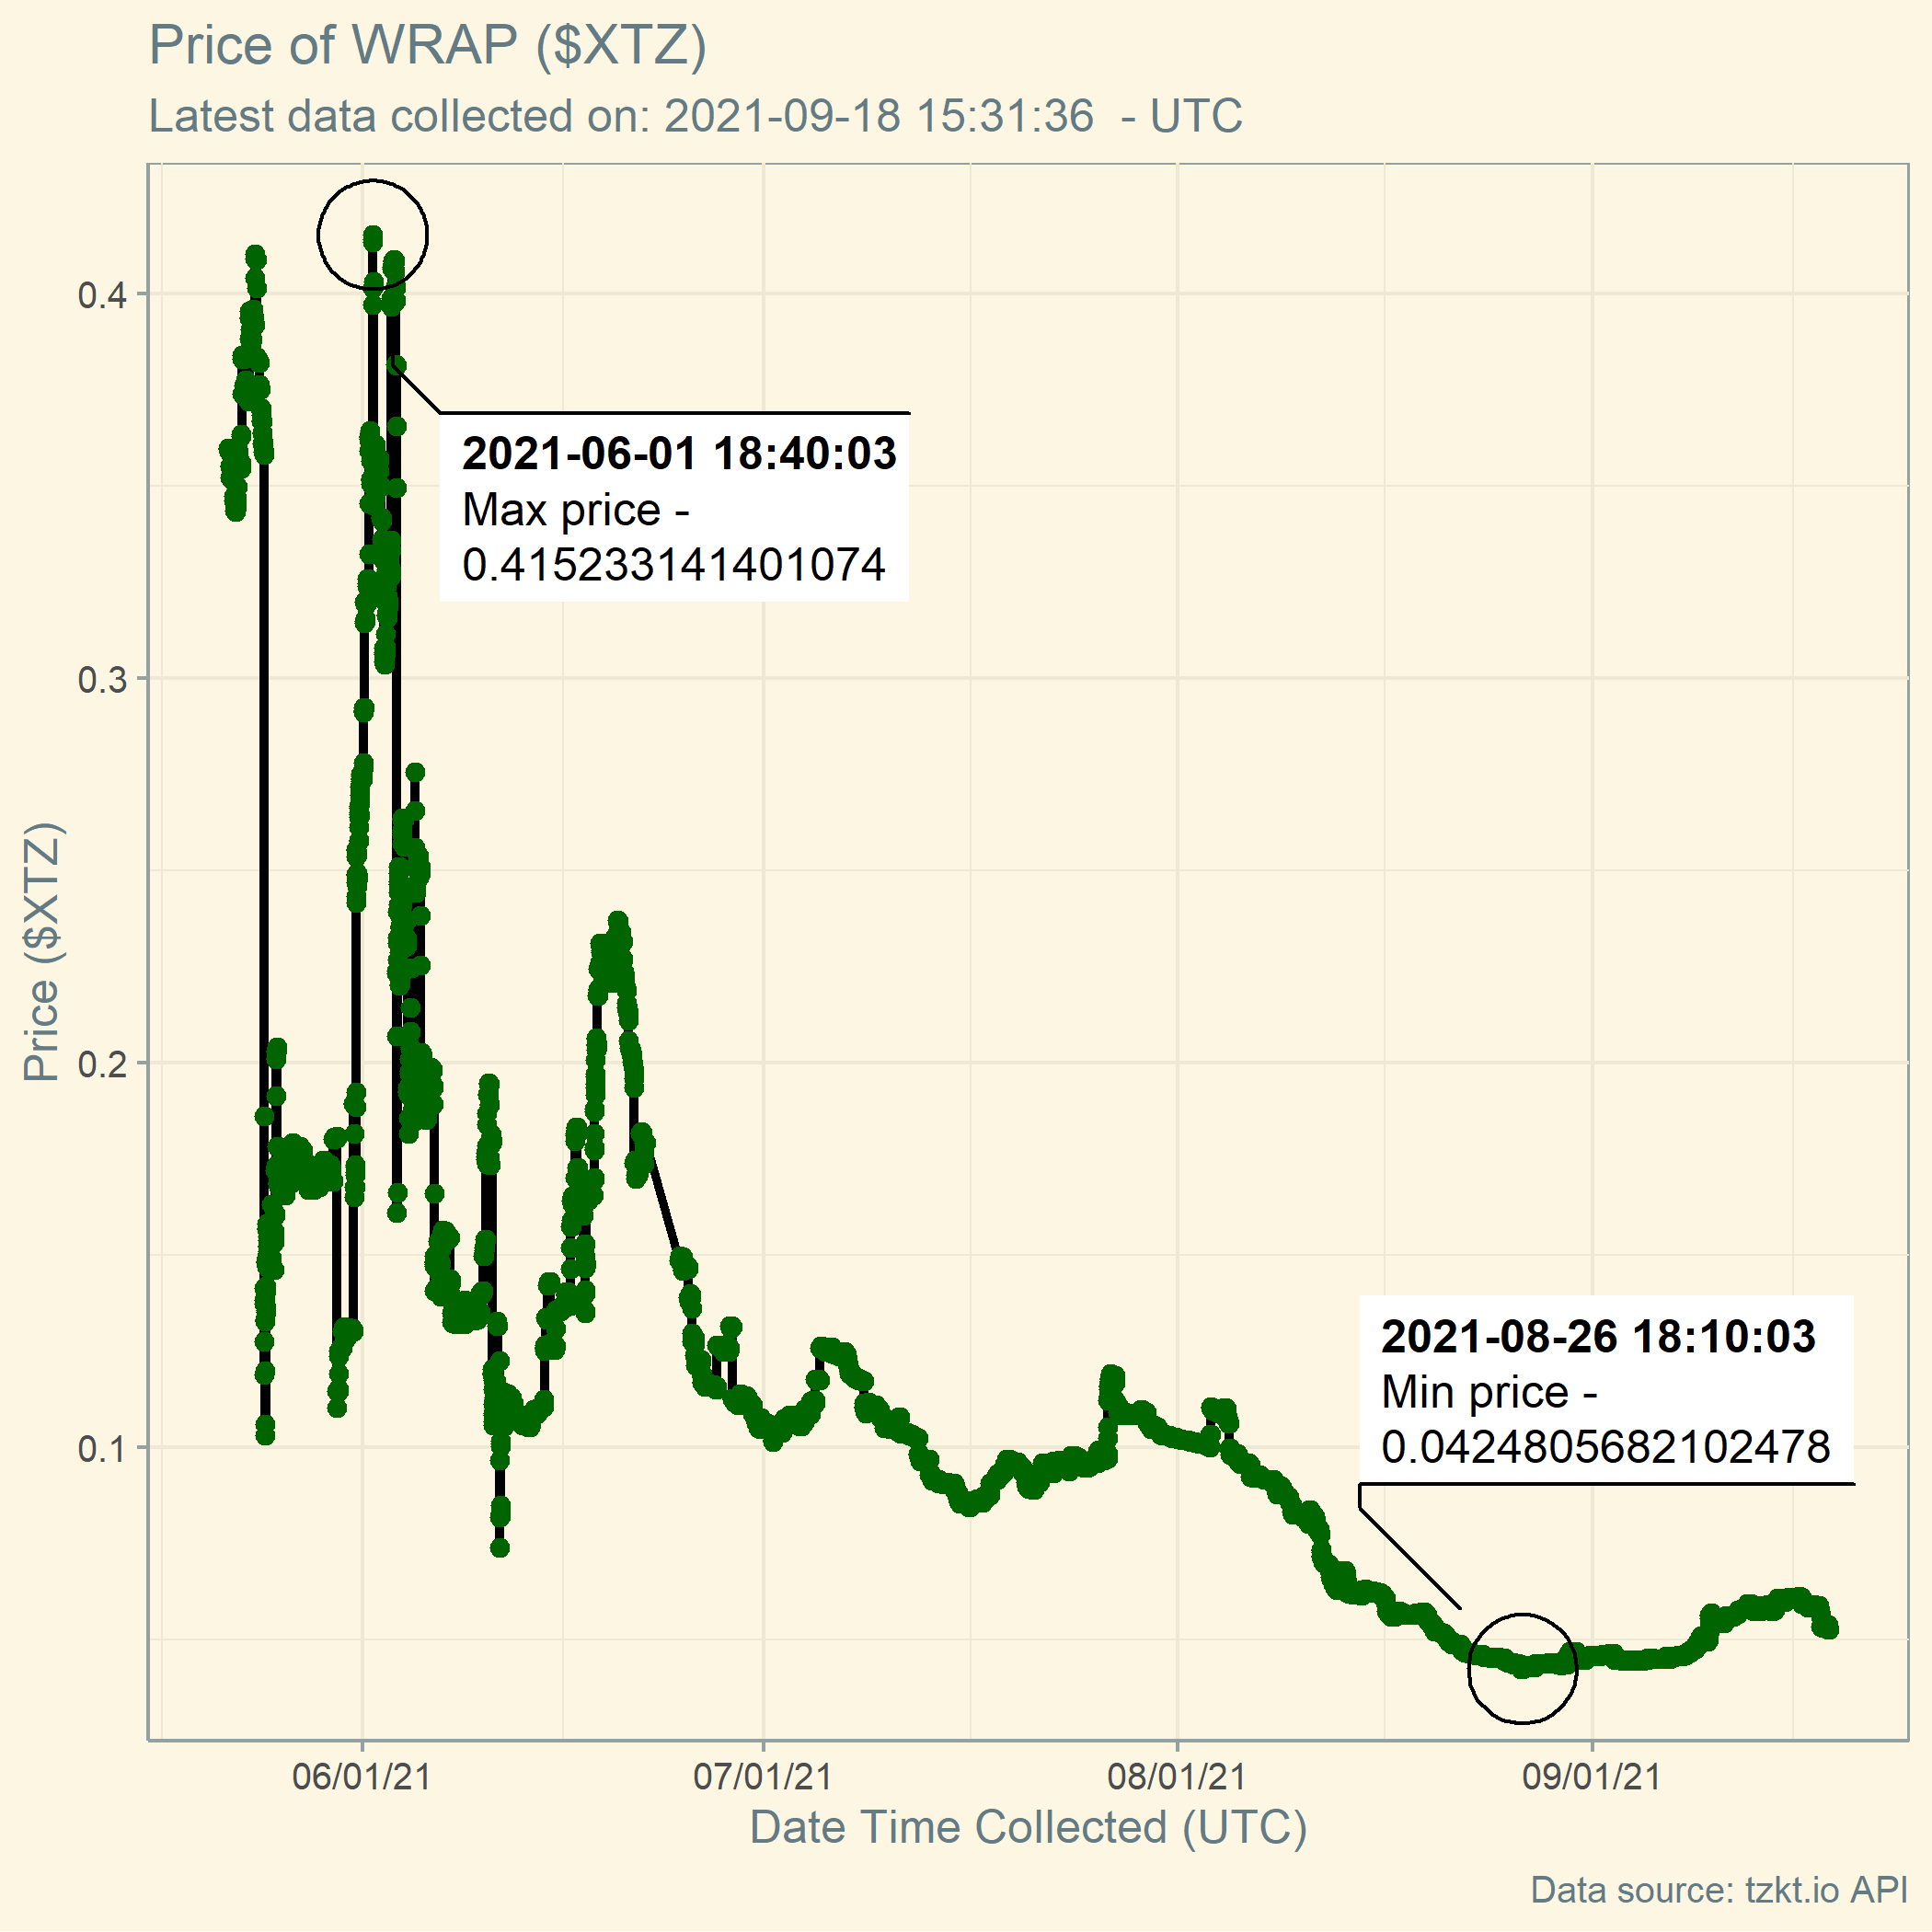 Price of WRAP ($XTZ)
Latest data collected on: 2021-09-18 15:31:36  - UTC
0.4
0.3
0.2
0.1
Price ($XTZ)
2021-06-01 18:40:03
Max price -
0.415233141401074
2021-08-26 18:10:03
Min price -
0.0424805682102478
06/01/21
07/01/21
08/01/21
09/01/21
Date Time Collected (UTC)
Data source: tzkt.io API